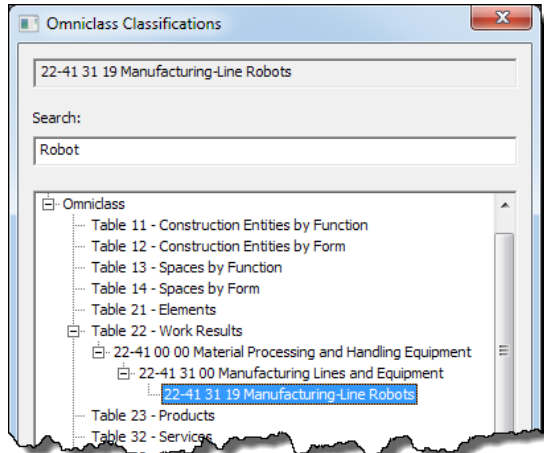 Omniclass Classifications
22-41 31 19 Manufacturing-Line Robots
Search:
Robot
Omniclass
Table 11 - Construction Entities by Function
Table 12 - Construction Entities by Form
Table 13 - Spaces by Function
Table 14 - Spaces by Form
Table 21 - Elements
Table 22 - Work Results
22-41 00 00 Material Processing and Handling Equipment
22-41 31 00 Manufacturing Lines and Equipment
22-41 31 19 Manufacturing-Line Robots
Table 23 - Products
Table 32 - Services